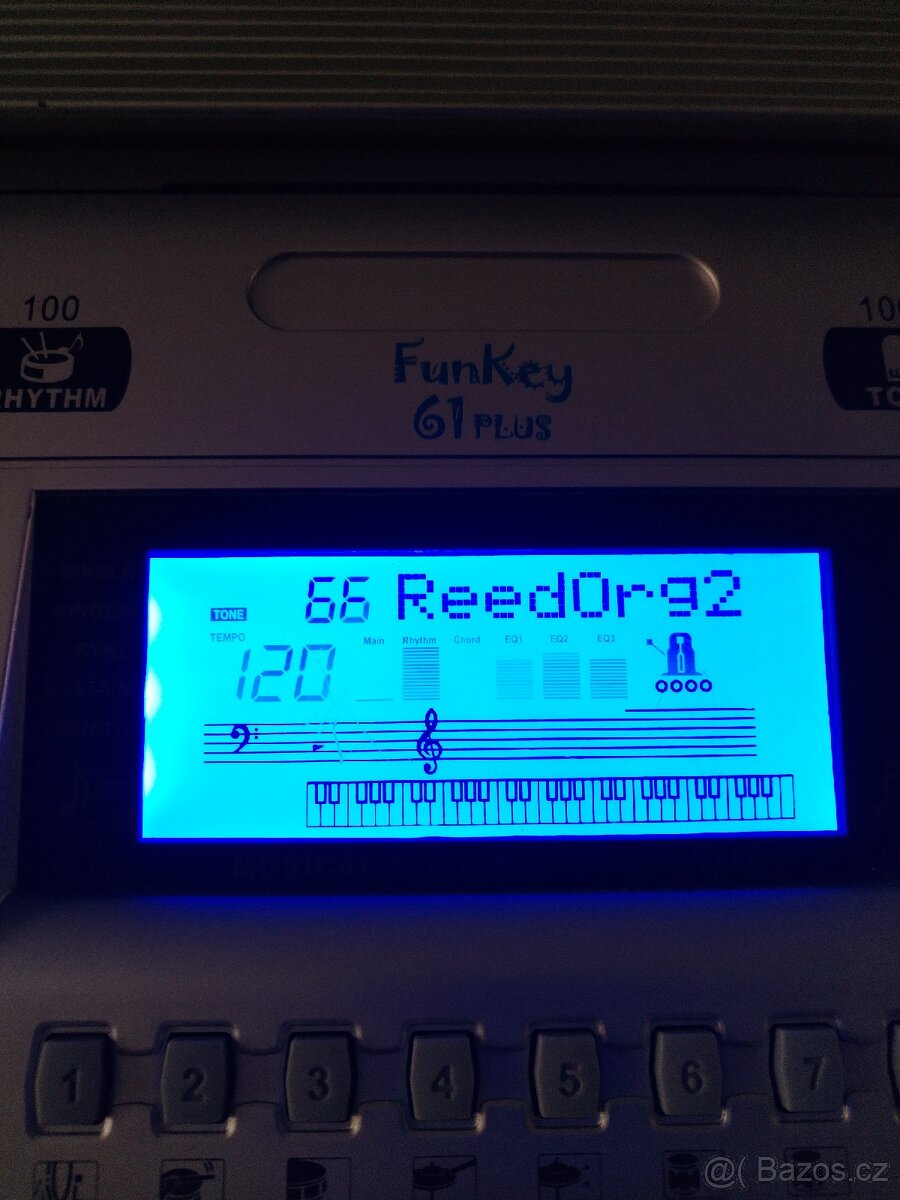 100
RHYTHM
100
TO
FunKey
61 PLUS
66 ReedOrg2
TONE
TEMPO
120
Main Rhythm Chord EQ1 EQ2 EQ3
1 2 3 4 5 6 7
@( Bazos.cz